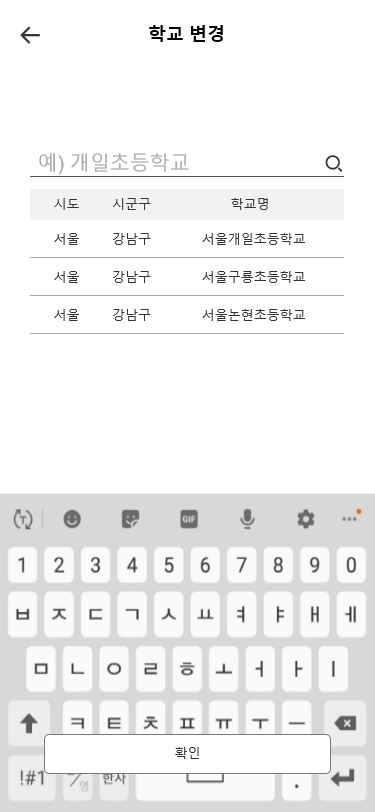 학교 변경
예) 개일초등학교
시도 시군구 학교명
서울 강남구 서울개일초등학교
서울 강남구 서울구룡초등학교
서울 강남구 서울논현초등학교
T GIF
1 2 3 4 5 6 7 8 9 0
ㅂ ㅈ ㄷ ㄱ ㅅ ㅛ ㅕ ㅑ ㅐ ㅔ
ㅁ ㄴ ㅇ ㄹ ㅎ ㅗ ㅓ ㅏ ㅣ
ㅋ ㅌ ㅊ ㅍ ㅠ ㅜ ㅡ
확인
!#1 영 한자 .